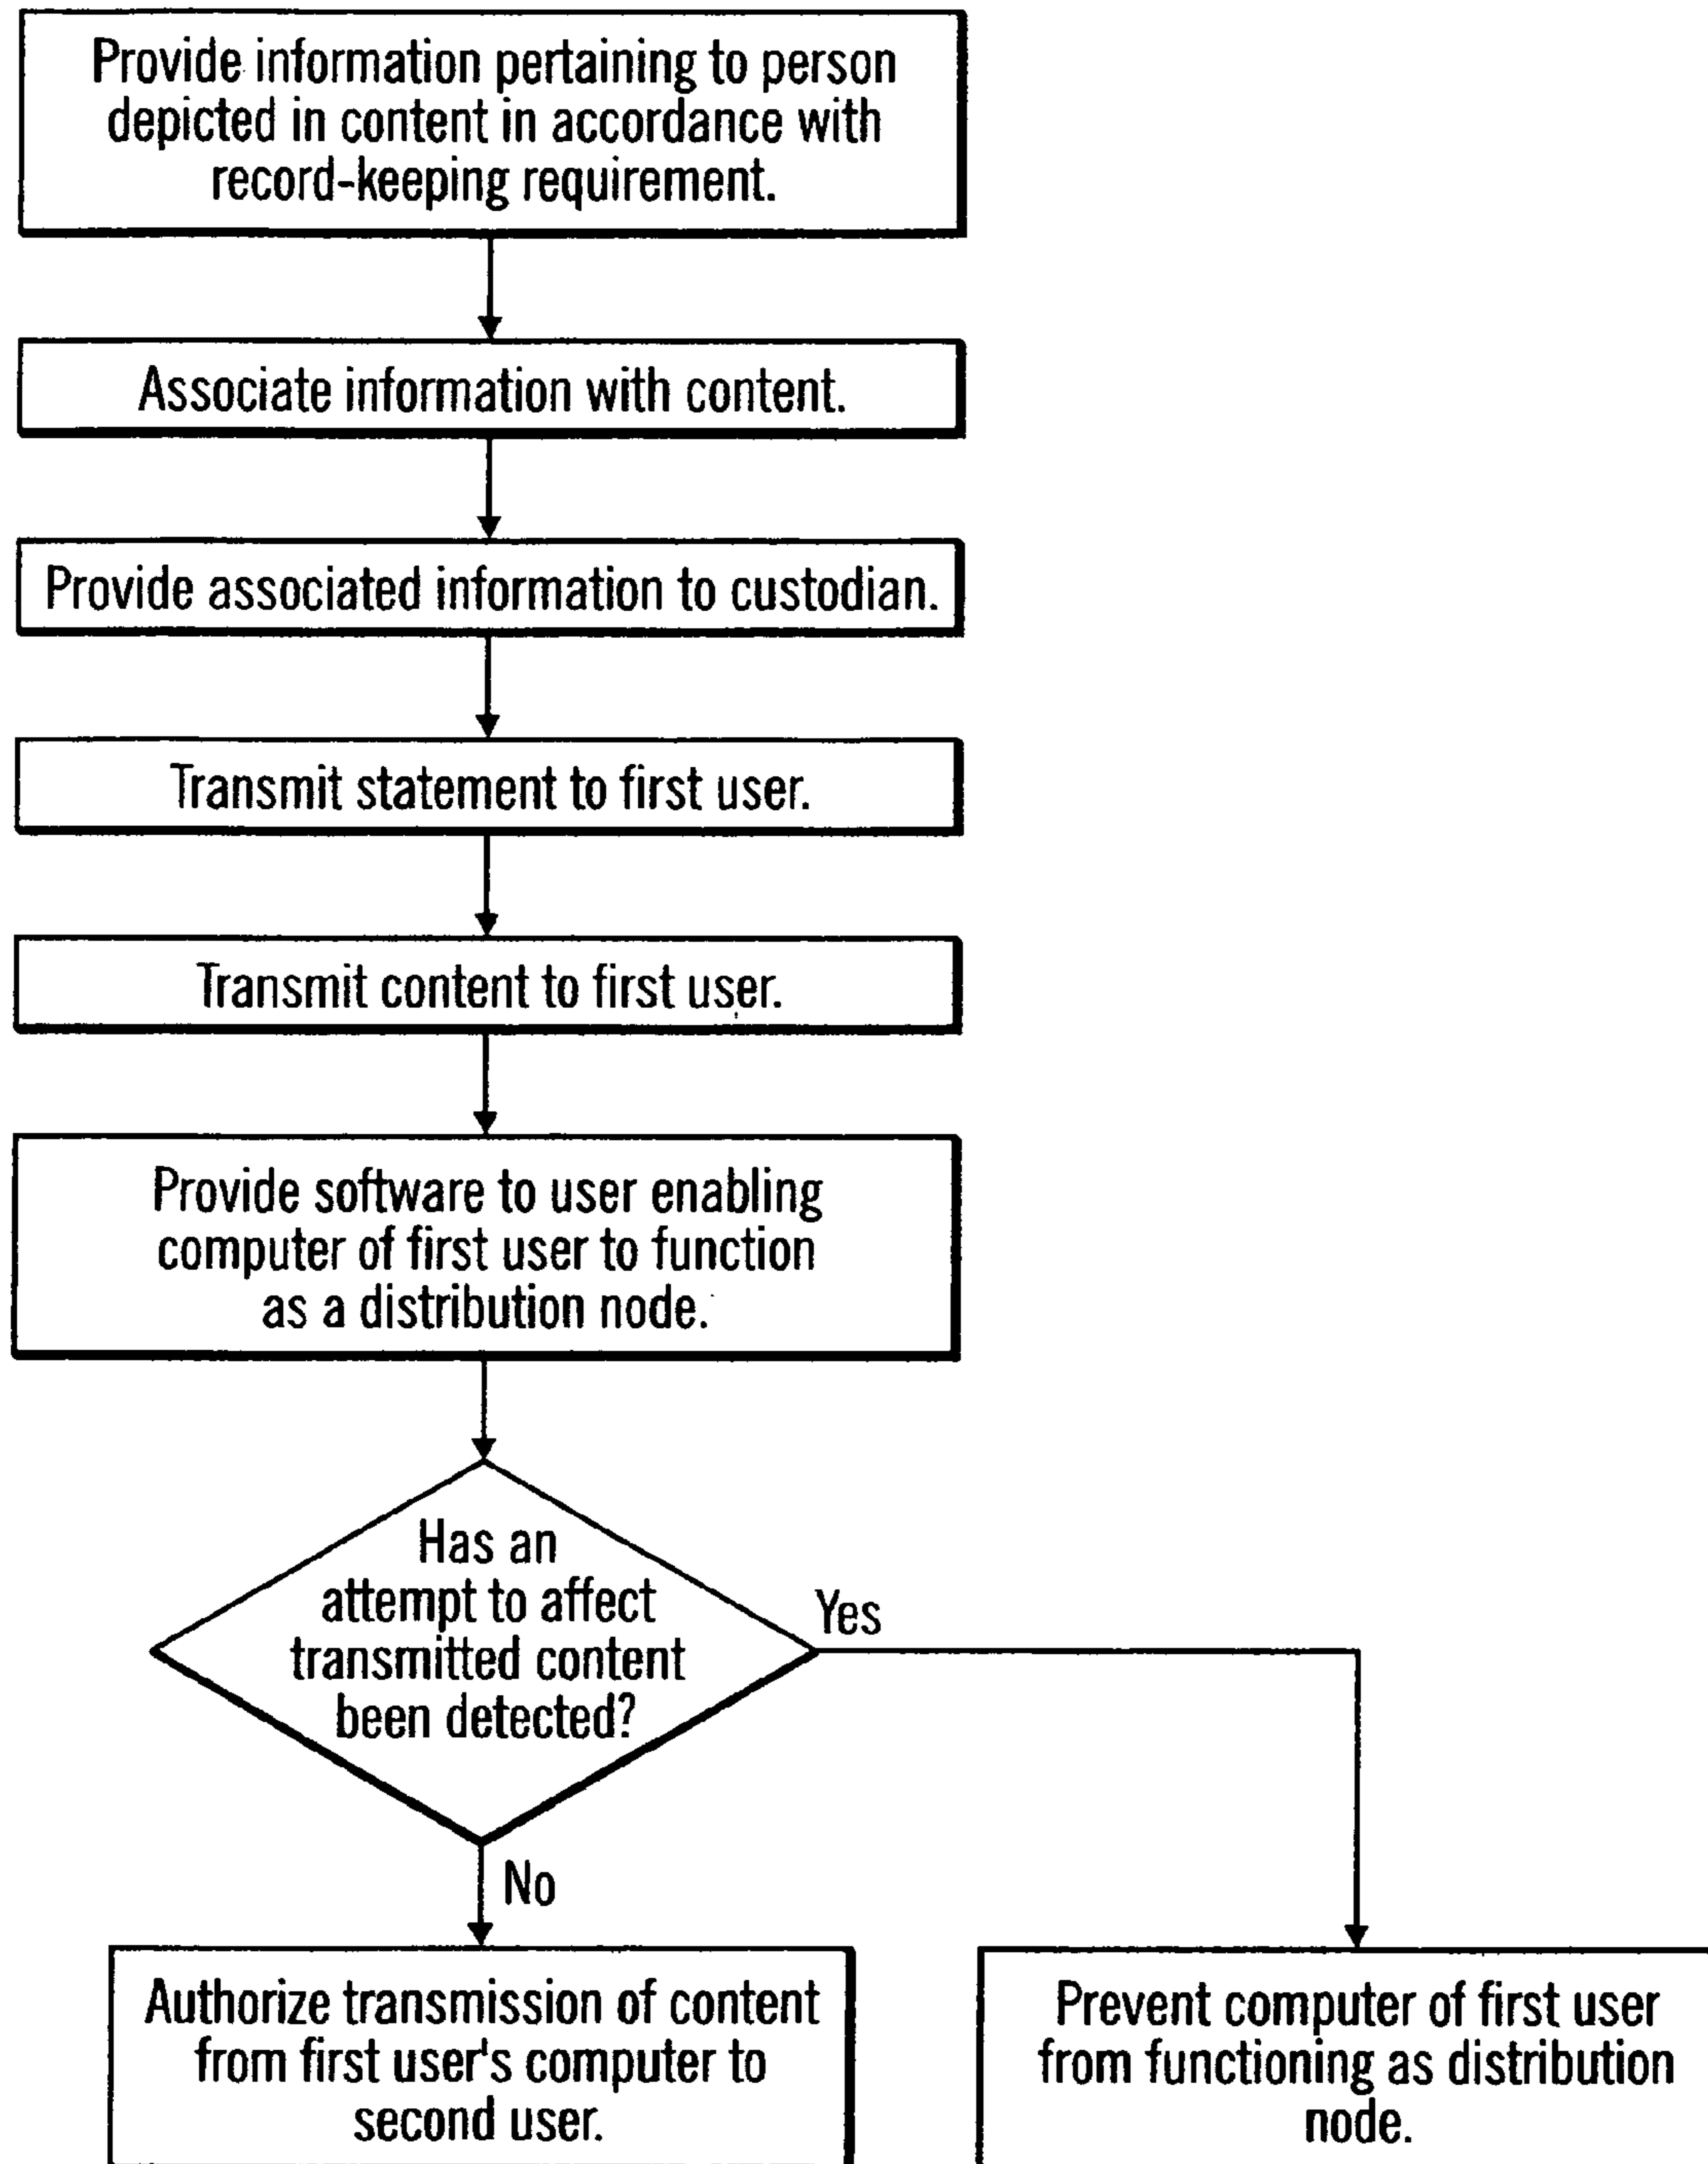 Provide information pertaining to person
depicted in content in accordance with
record-keeping requirement.
Associate information with content.
Provide associated information to custodian.
Transmit statement to first user.
Transmit content to first user.
Provide software to user enabling
computer of first user to function
as a distribution node.
Has an
attempt to affect
transmitted content
been detected?
Yes
No
Authorize transmission of content
from first user's computer to
second user.
Prevent computer of first user
from functioning as distribution
node.